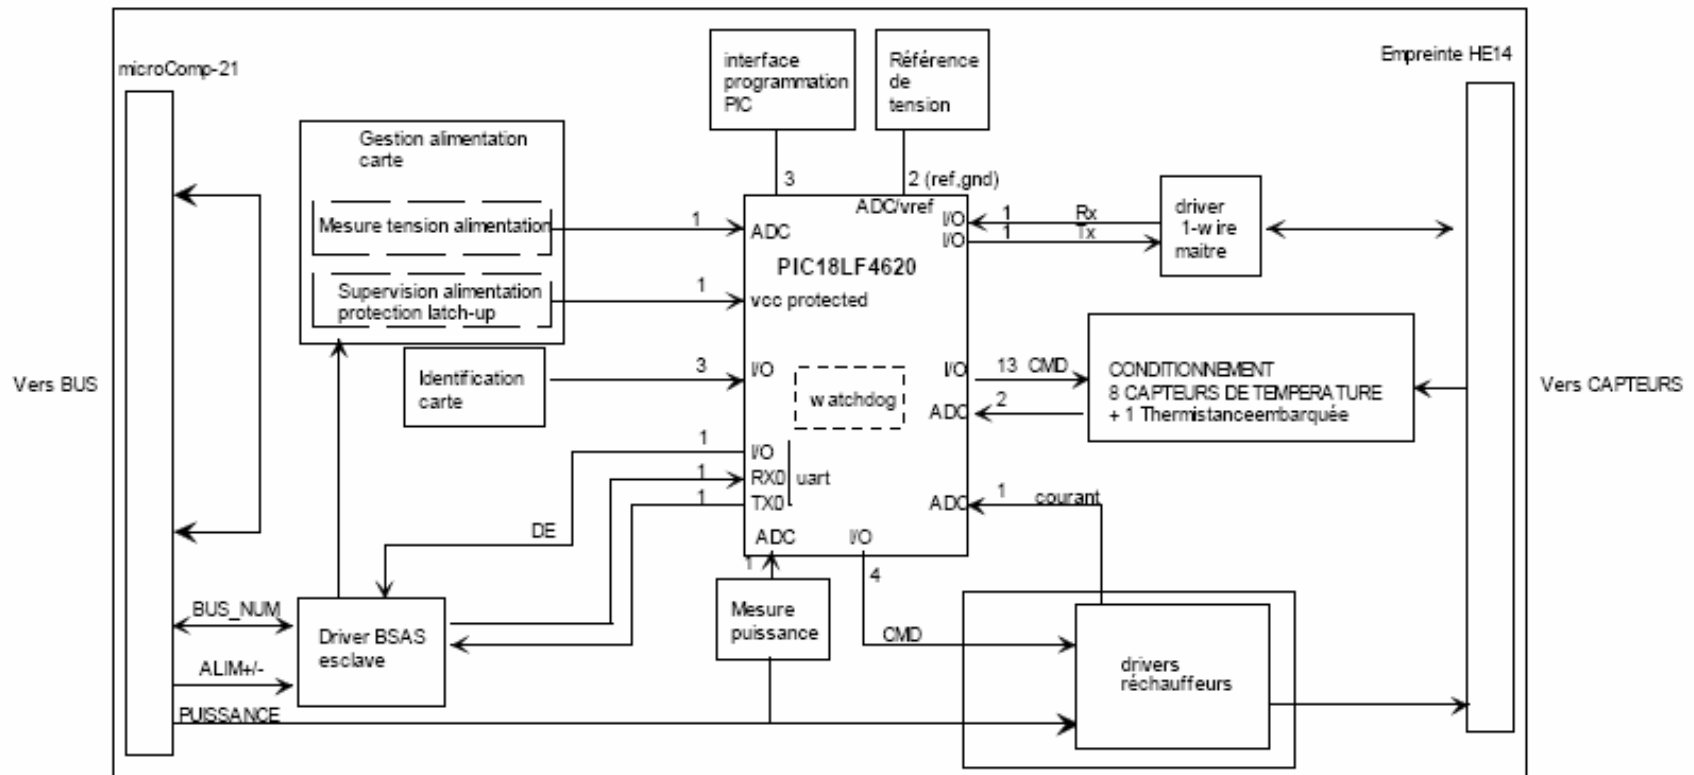 microComp-21
interface
programmation
PIC
Référence
de
tension
Empreinte HE14
Gestion alimentation
carte
3
2 (ref,gnd)
Mesure tension alimentation
1
ADC
ADC/vref
I/O
1
Rx
I/O
1
Tx
driver
1-wire
maitre
PIC18LF4620
Supervision alimentation
protection latch-up
1
vcc protected
Vers BUS
Identification
carte
3
I/O
watchdog
I/O
13 CMD
ADC
2
CONDITIONNEMENT
8 CAPTEURS DE TEMPERATURE
+ 1 Thermistanceembarquée
Vers CAPTEURS
1
I/O
1
RX0
uart
1
TX0
ADC
1
courant
DE
ADC
I/O
1
4
BUS_NUM
Driver BSAS
esclave
Mesure
puissance
CMD
ALIM+/-
drivers
réchauffeurs
PUISSANCE